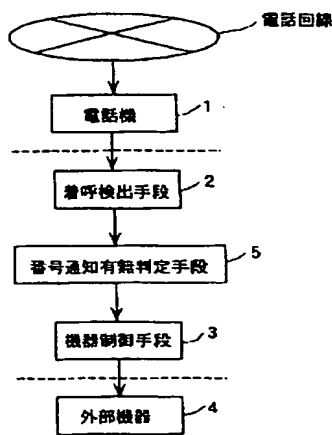 電話回線
電話機
1
着呼検出手段
2
番号通知有無判定手段
5
機器制御手段
3
外部機器
4